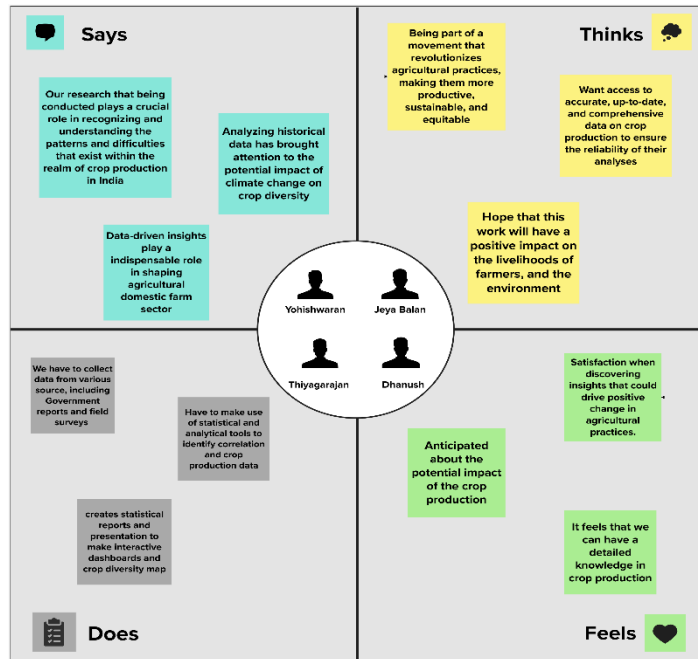 Says
Our research that being
conducted plays a crucial
role in recognizing and
understanding the
patterns and difficulties
that exist within the
realm of crop production
in India
Analyzing historical
data has brought
attention to the
potential impact of
climate change on
crop diversity
Data-driven insights
play a
indispensable role
in shaping
agricultural
domestic farm
sector
Thinks
Being part of a
movement that
revolutionizes
agricultural practices,
making them more
productive,
sustainable, and
equitable
Want access to
accurate, up-to-date,
and comprehensive
data on crop
production to ensure
the reliability of their
analyses
Hope that this
work will have a
positive impact on
the livelihoods of
farmers, and the
environment
Yohishwaran
Jeya Balan
Thiyagarajan
Dhanush
We have to collect
data from various
source, including
Government
reports and field
surveys
Have to make use
of statistical and
analytical tools to
identify correlation
and crop
production data
creates statistical
reports and
presentation to
make interactive
dashboards and
crop diversity map
Does
Satisfaction when
discovering
insights that could
drive positive
change in
agricultural
practices.
Anticipated
about the
potential impact
of the crop
production
It feels that we
can have a
detailed
knowledge in
crop production
Feels